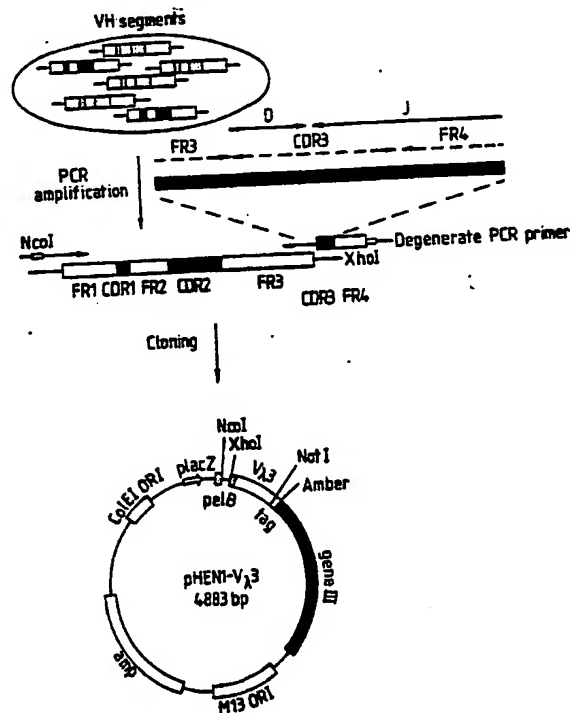 VH segments
D J
FR3 CDR3 FR4
PCR
amplification
NcoI
Degenerate PCR primer
XhoI
FR1 CDR1 FR2 CDR2 FR3
CDR3 FR4
Cloning
NcoI
XhoI
placZ
Vλ3
NotI
Amber
ColEI ORI
pelB
tag
gene III
pHEN1-Vλ3
4883 bp
amp
M13 ORI